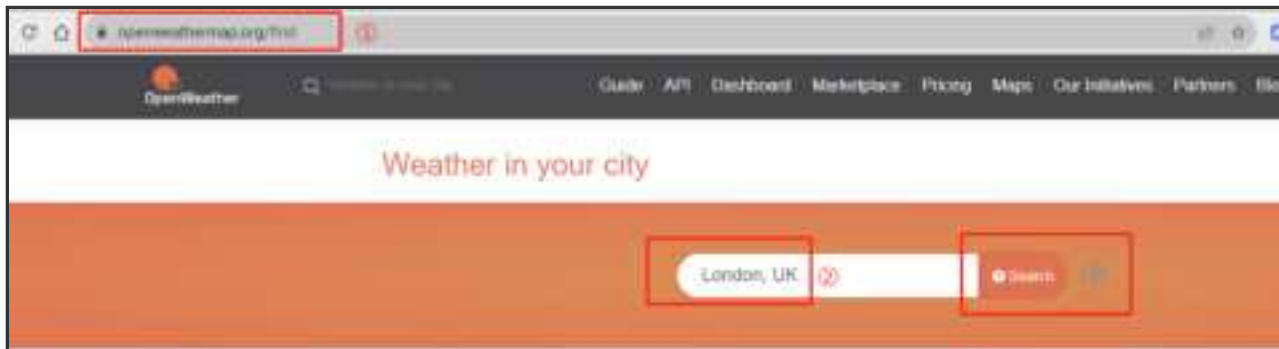 openweathermap.org/find ①
Guide API Dashboard Marketplace Pricing Maps Our Initiatives Partners
OpenWeather
Weather in your city
London, UK ② Search